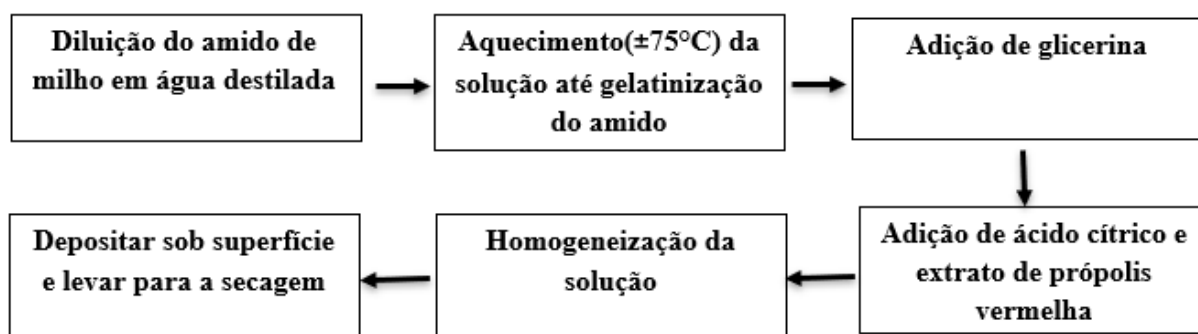 Diluição do amido de
milho em água destilada
Aquecimento(±75°C) da
solução até gelatinização
do amido
Adição de glicerina
Adição de ácido cítrico e
extrato de própolis
vermelha
Homogeneização da
solução
Depositar sob superfície
e levar para a secagem